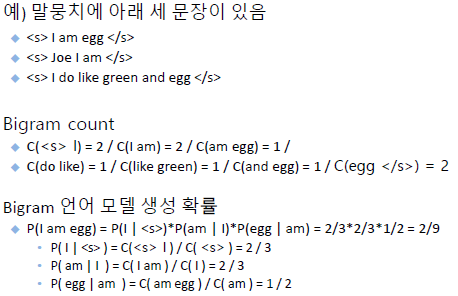 예) 말뭉치에 아래 세 문장이 있음
<s> I am egg </s>
<s> Joe I am </s>
<s> I do like green and egg </s>
Bigram count
C(<s> I) = 2 / C(I am) = 2 / C(am egg) = 1 /
C(do like) = 1 / C(like green) = 1 / C(and egg) = 1 / C(egg </s>) = 2
Bigram 언어 모델 생성 확률
P(I am egg) = P(I | <s>)*P(am | I)*P(egg | am) = 2/3*2/3*1/2 = 2/9
P( I | <s> ) = C(<s> I ) / C( <s> ) = 2 / 3
P( am | I ) = C( I am ) / C( I ) = 2 / 3
P( egg | am ) = C( am egg ) / C( am ) = 1 / 2